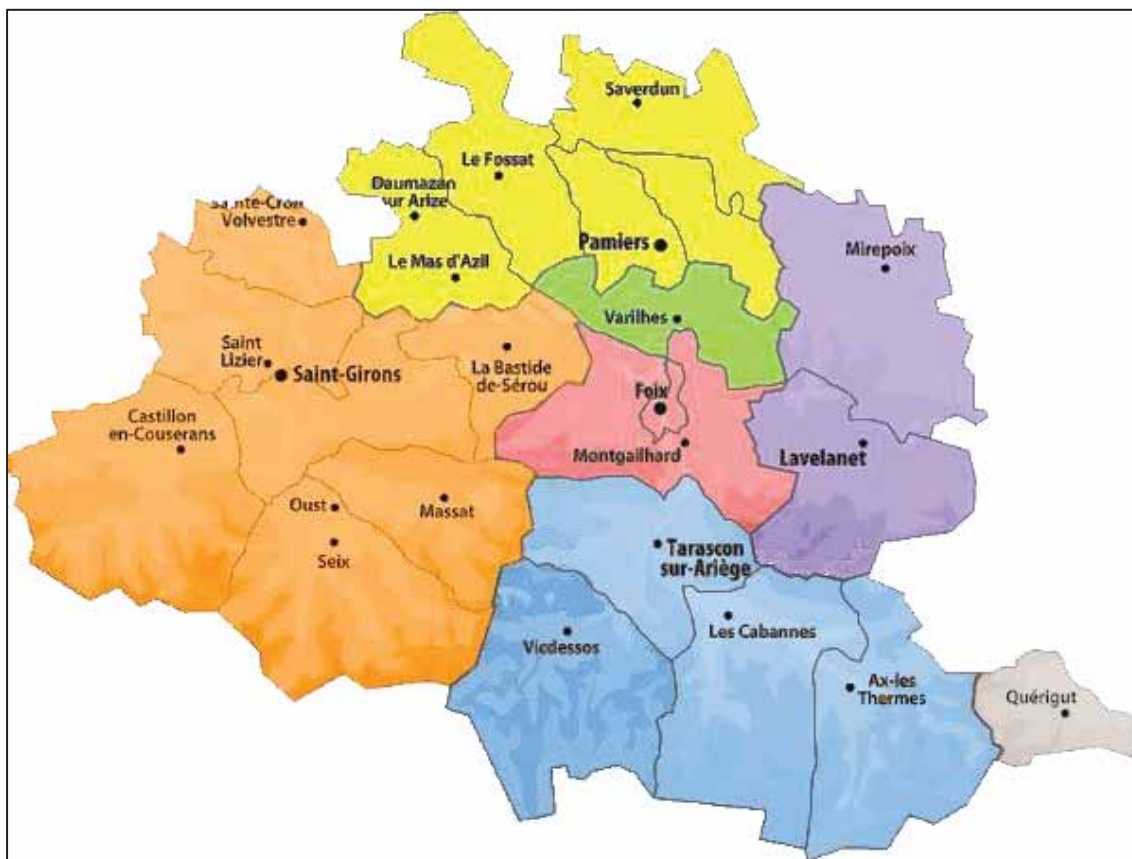 Saverdun
Le Fossat
Daumazan
sur Arize
Volvestre
Pamiers
Mirepoix
Le Mas d'Azil
Varilhes
Saint
Lizier
Saint-Girons
La Bastide
de-Sérou
Foix
Castillon
en-Couserans
Montgailhard
Lavelanet
Oust
Massat
Seix
Tarascon
sur-Ariège
Vicdessos
Les Cabannes
Ax-les
Thermes
Quérigut